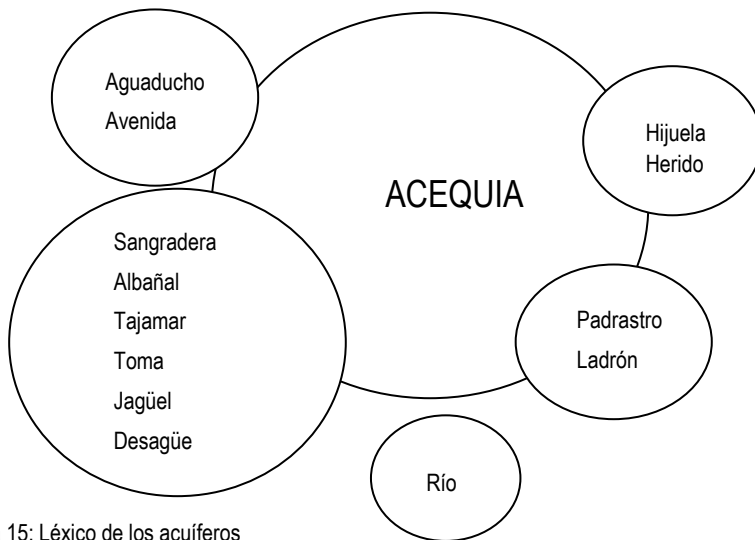 Aguaducho
Avenida
Hijuela
Herido
ACEQUIA
Sangradera
Albañal
Tajamar
Toma
Jagüel
Desagüe
Padrastro
Ladrón
Río
15: Léxico de los acuíferos